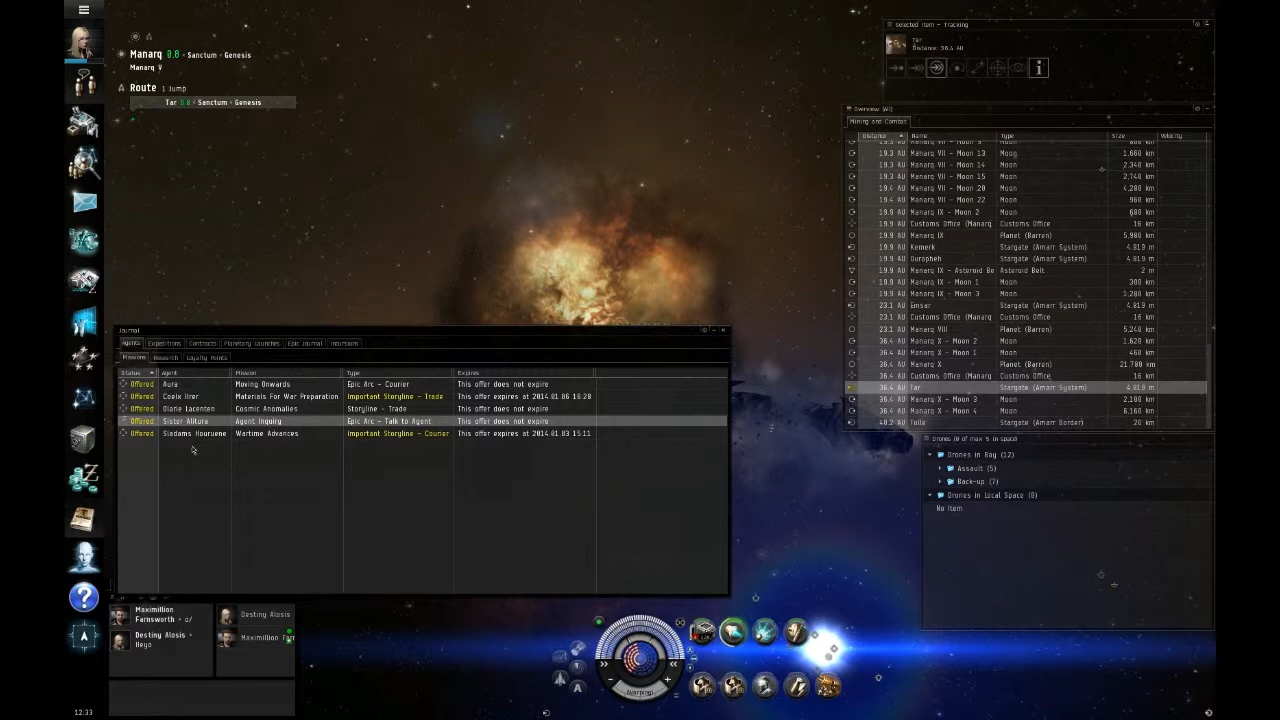 Manarq 0.8 < Sanctum < Genesis
Manarq V
Route 1 Jump
Tar 0.8 < Sanctum < Genesis
Selected Item - Tracking
Tar
Distance: 36.4 AU
Overview (All)
Mining and Combat
Distance Name Type Size Velocity
19.3 AU Manarq VII - Moon 13 Moon 1,660 km
19.3 AU Manarq VII - Moon 14 Moon 2,340 km
19.3 AU Manarq VII - Moon 15 Moon 2,740 km
19.4 AU Manarq VII - Moon 20 Moon 4,280 km
19.4 AU Manarq VII - Moon 22 Moon 960 km
19.9 AU Manarq IX - Moon 2 Moon 680 km
19.9 AU Customs Office (Manarq Customs Office 16 km
19.9 AU Manarq IX Planet (Barren) 5,980 km
19.9 AU Kemerk Stargate (Amarr System) 4.819 m
19.9 AU Ourapheh Stargate (Amarr System) 4.819 m
19.9 AU Manarq IX - Asteroid Be Asteroid Belt 2 m
19.9 AU Manarq IX - Moon 1 Moon 300 km
19.9 AU Manarq IX - Moon 3 Moon 1,280 km
23.1 AU Emsar Stargate (Amarr System) 4.819 m
23.1 AU Customs Office (Manarq Customs Office 16 km
23.1 AU Manarq VIII Planet (Barren) 5,240 km
36.4 AU Manarq X - Moon 2 Moon 1,620 km
36.4 AU Manarq X - Moon 1 Moon 460 km
36.4 AU Manarq X Planet (Barren) 21,780 km
36.4 AU Customs Office (Manarq Customs Office 16 km
36.4 AU Tar Stargate (Amarr System) 4.819 m
36.4 AU Manarq X - Moon 3 Moon 2,180 km
36.4 AU Manarq X - Moon 4 Moon 6,160 km
40.2 AU Tolle Stargate (Amarr Border) 26 km
Journal
Agents Expeditions Contracts Planetary Launches Epic Journal Incursions
Missions Research Loyalty Points
Status Agent Mission Type Expires
Offered Aura Moving Onwards Epic Arc - Courier This offer does not expire
Offered Coeix Ilrer Materials For War Preparation Important Storyline - Trade This offer expires at 2014.01.06 16:28
Offered Olarie Lacenten Cosmic Anomalies Storyline - Trade This offer does not expire
Offered Sister Alitura Agent Inquiry Epic Arc - Talk to Agent This offer does not expire
Offered Sladams Houruene Wartime Advances Important Storyline - Courier This offer expires at 2014.01.03 15:11
Drones (0 of max 5 in space)
Drones in Bay (12)
Assault (5)
Back-up (7)
Drones in Local Space (0)
No Item
Maximillion Farnsworth > o/
Destiny Alosis > Heyo
Destiny Alosis
Maximillion Farn
Warping!
12:33